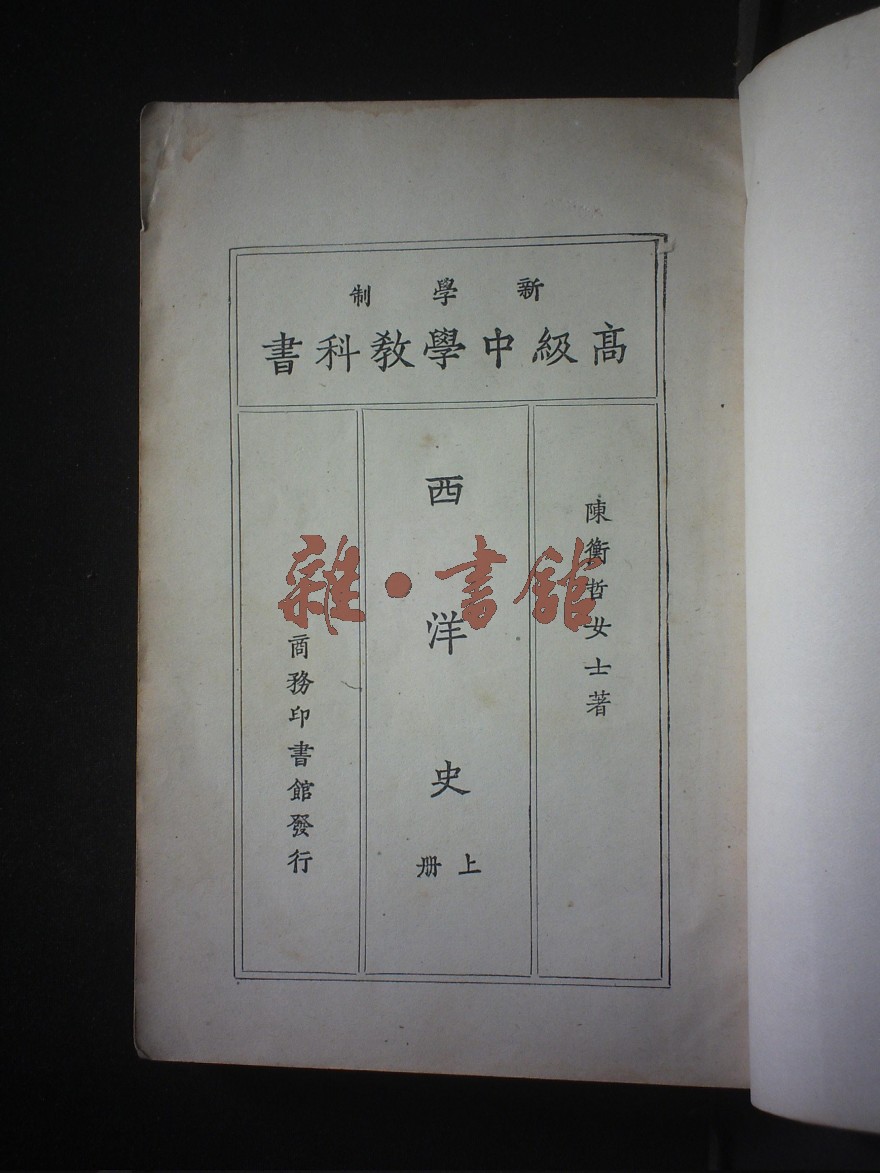 新學制
高級中學教科書
陳衡哲女士著
西洋史
上册
商務印書館發行
雜·書館